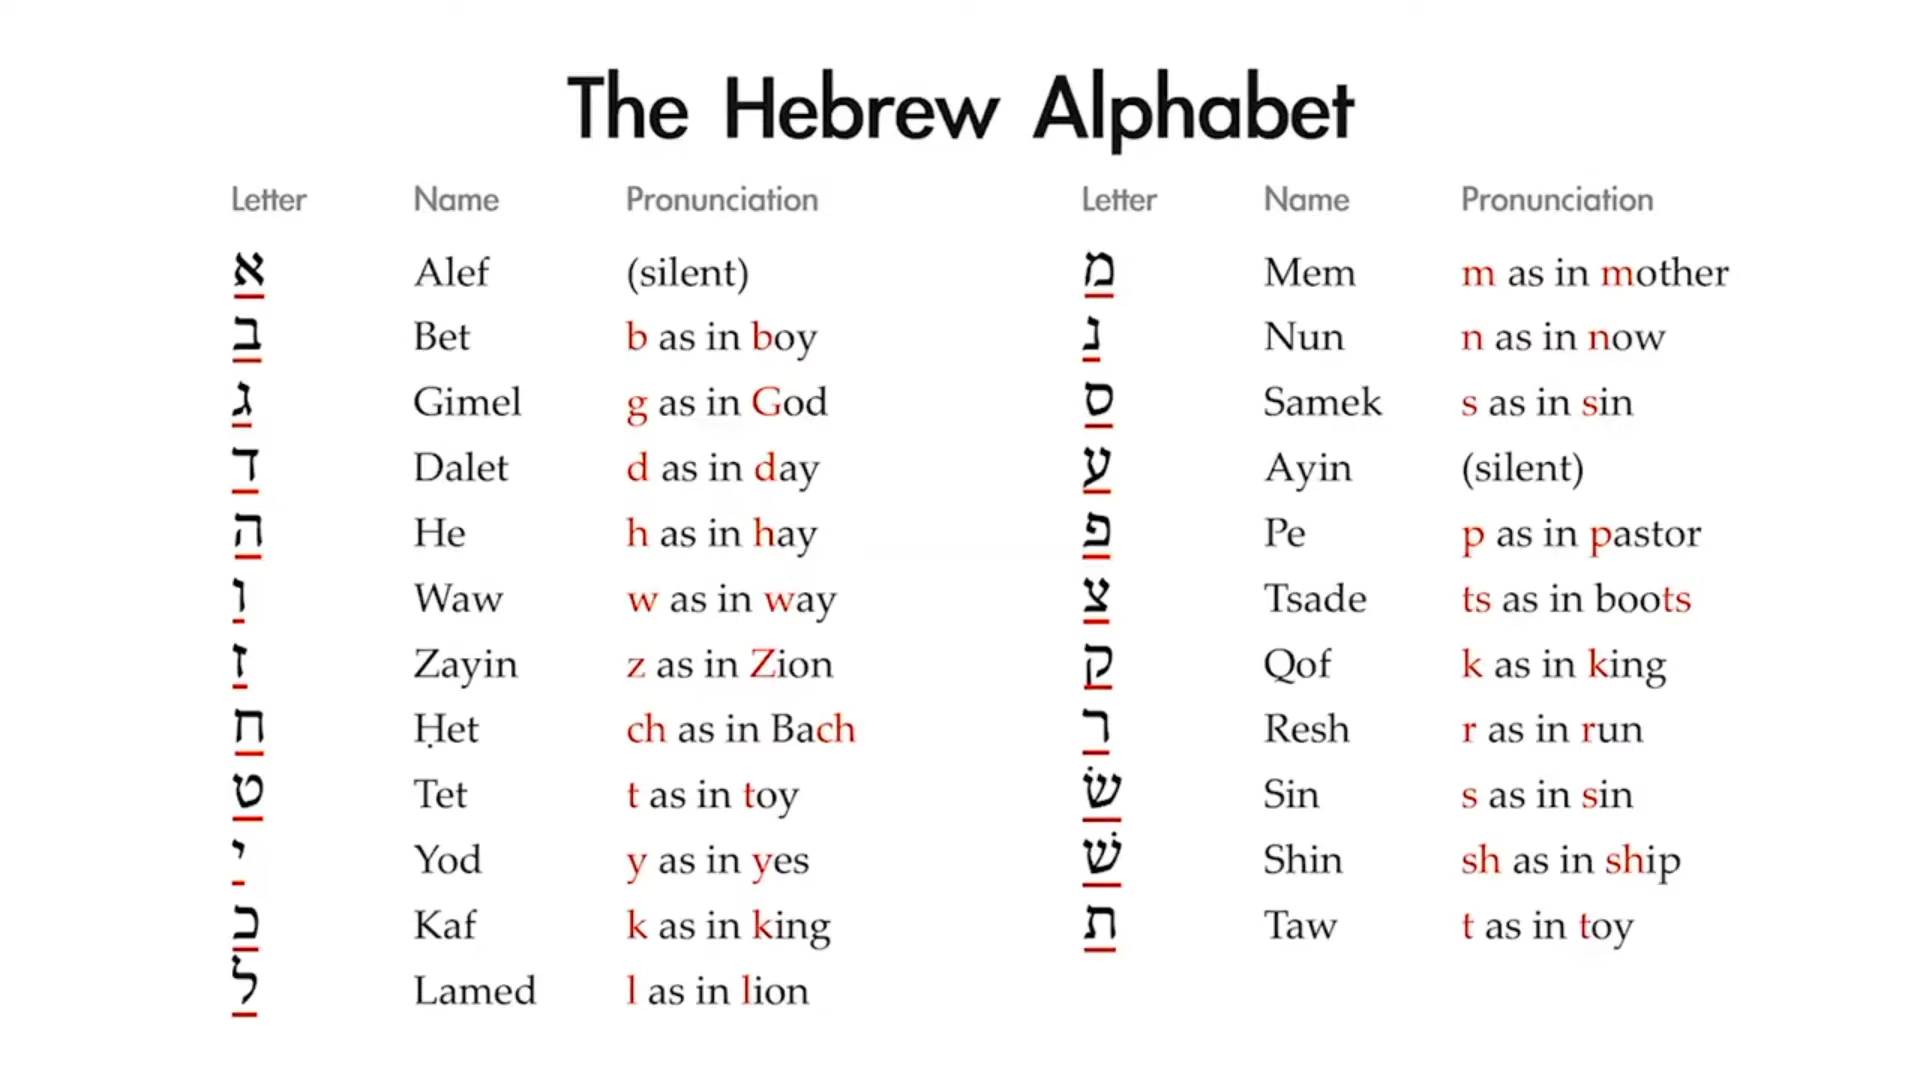 The Hebrew Alphabet
Letter Name Pronunciation Letter Name Pronunciation
א Alef (silent) מ Mem m as in mother
ב Bet b as in boy נ Nun n as in now
ג Gimel g as in God ס Samek s as in sin
ד Dalet d as in day ע Ayin (silent)
ה He h as in hay פ Pe p as in pastor
ו Waw w as in way צ Tsade ts as in boots
ז Zayin z as in Zion ק Qof k as in king
ח Ḥet ch as in Bach ר Resh r as in run
ט Tet t as in toy שׂ Sin s as in sin
י Yod y as in yes שׁ Shin sh as in ship
כ Kaf k as in king ת Taw t as in toy
ל Lamed l as in lion